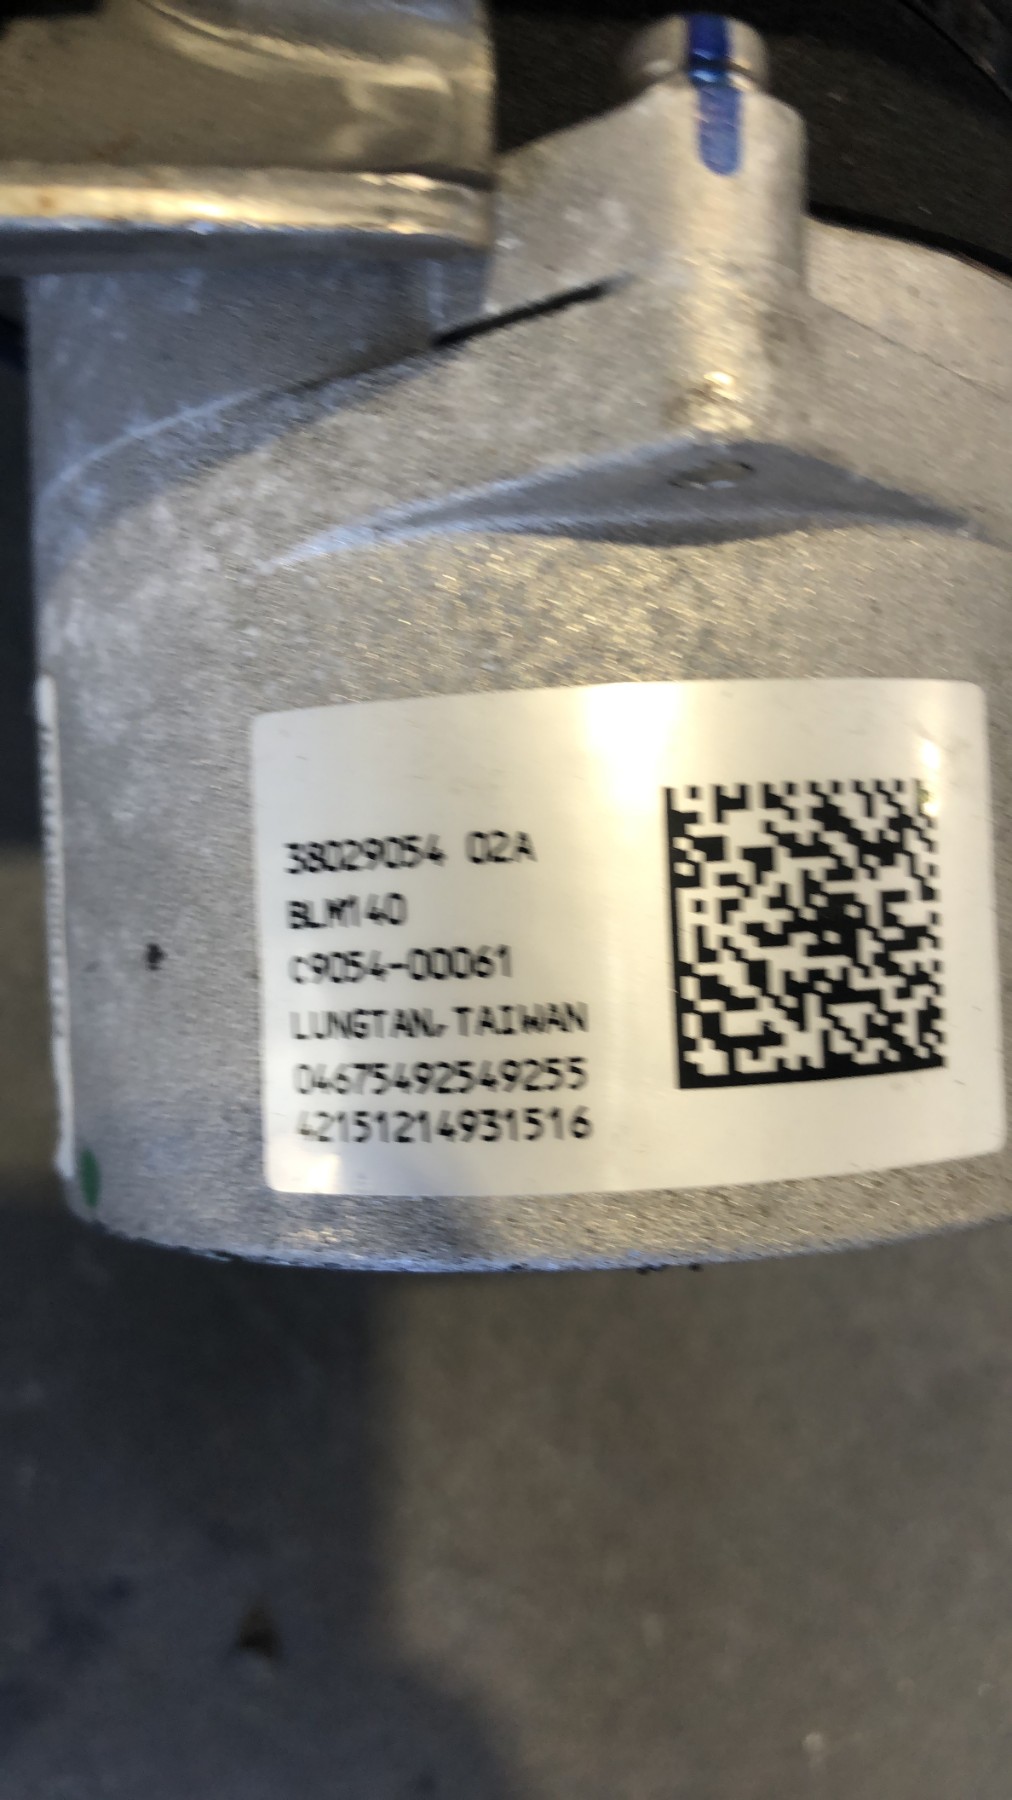 38029054 02A
BLM140
C9054-00061
LUNGTAN, TAIWAN
04675492549255
42151214931516